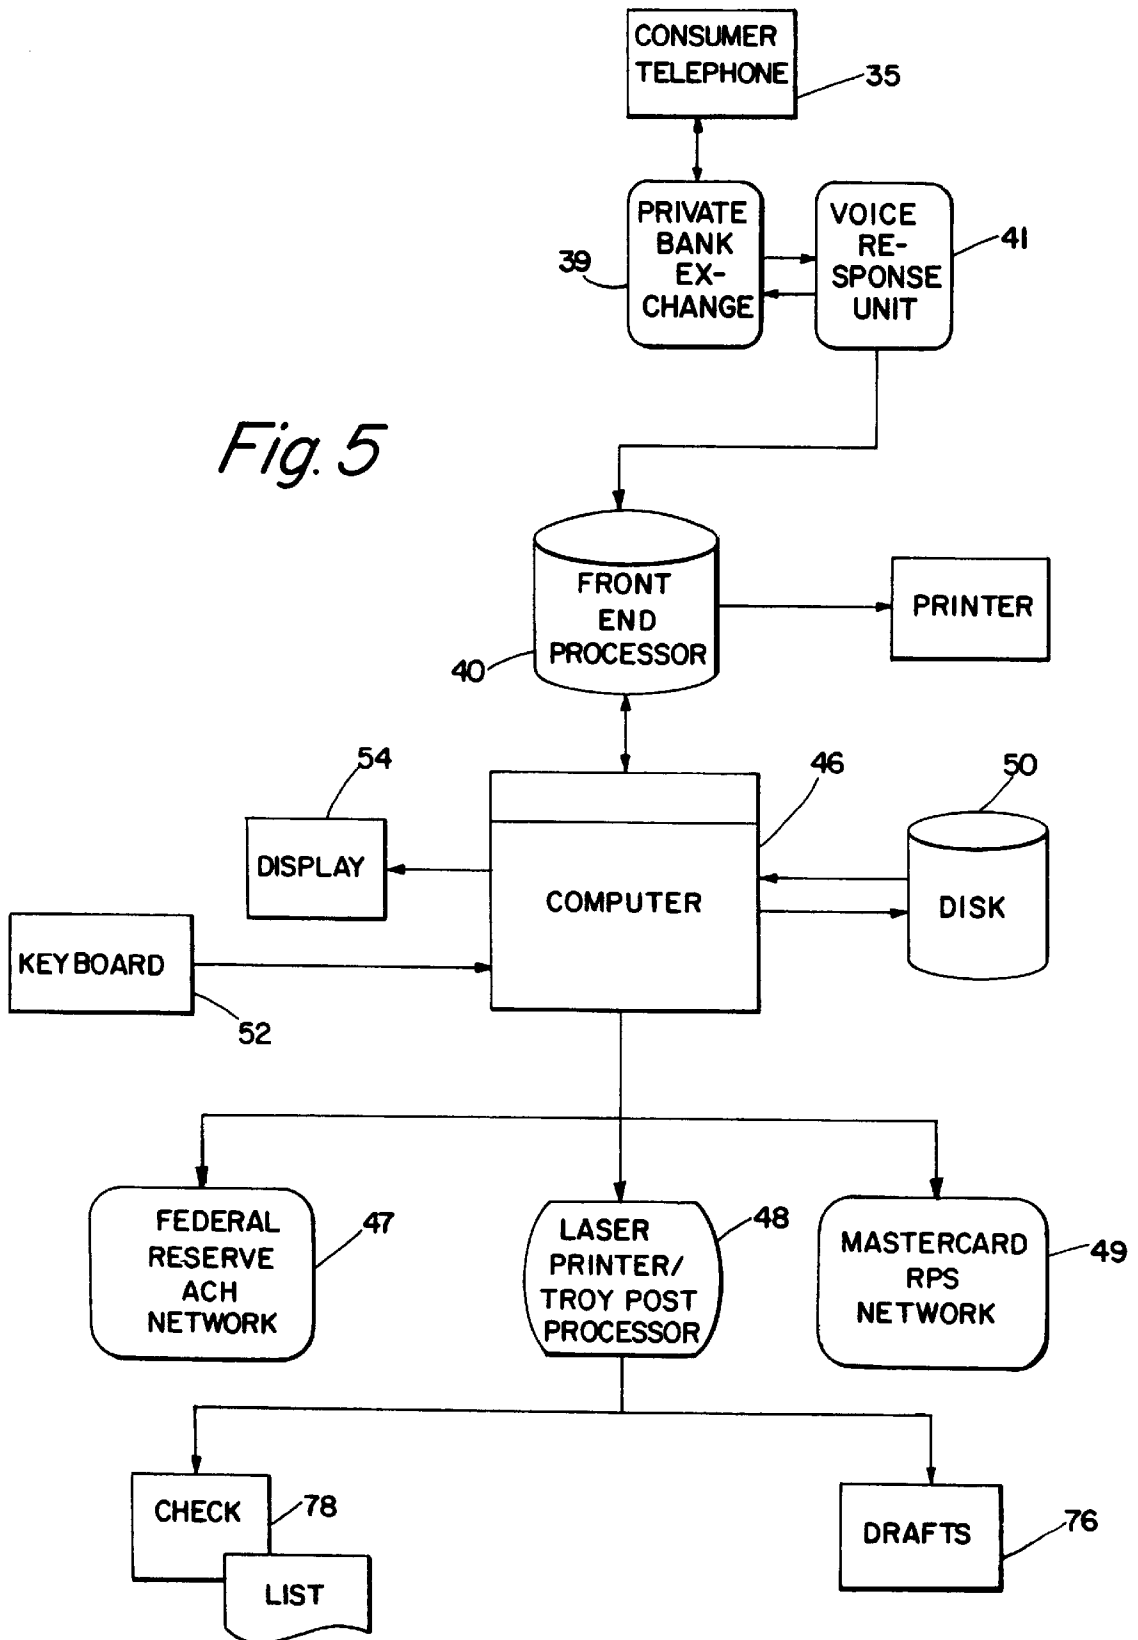 CONSUMER
TELEPHONE
35
PRIVATE
BANK
EX-
CHANGE
39
VOICE
RE-
SPONSE
UNIT
41
Fig. 5
FRONT
END
PROCESSOR
40
PRINTER
54
46
50
DISPLAY
COMPUTER
DISK
KEYBOARD
52
FEDERAL
RESERVE
ACH
NETWORK
47
LASER
PRINTER/
TROY POST
PROCESSOR
48
MASTERCARD
RPS
NETWORK
49
CHECK
78
LIST
DRAFTS
76